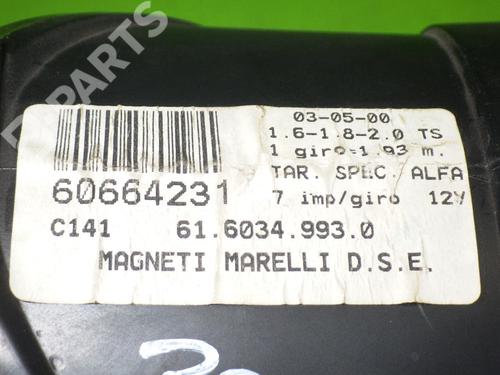 B-PARTS
03-05-00
1.6-1.8-2.0 TS
1 giro=1.93 m.
TAR. SPEC. ALFA
60664231
7 imp/giro 12V
C141 61.6034.993.0
MAGNETI MARELLI D.S.E.